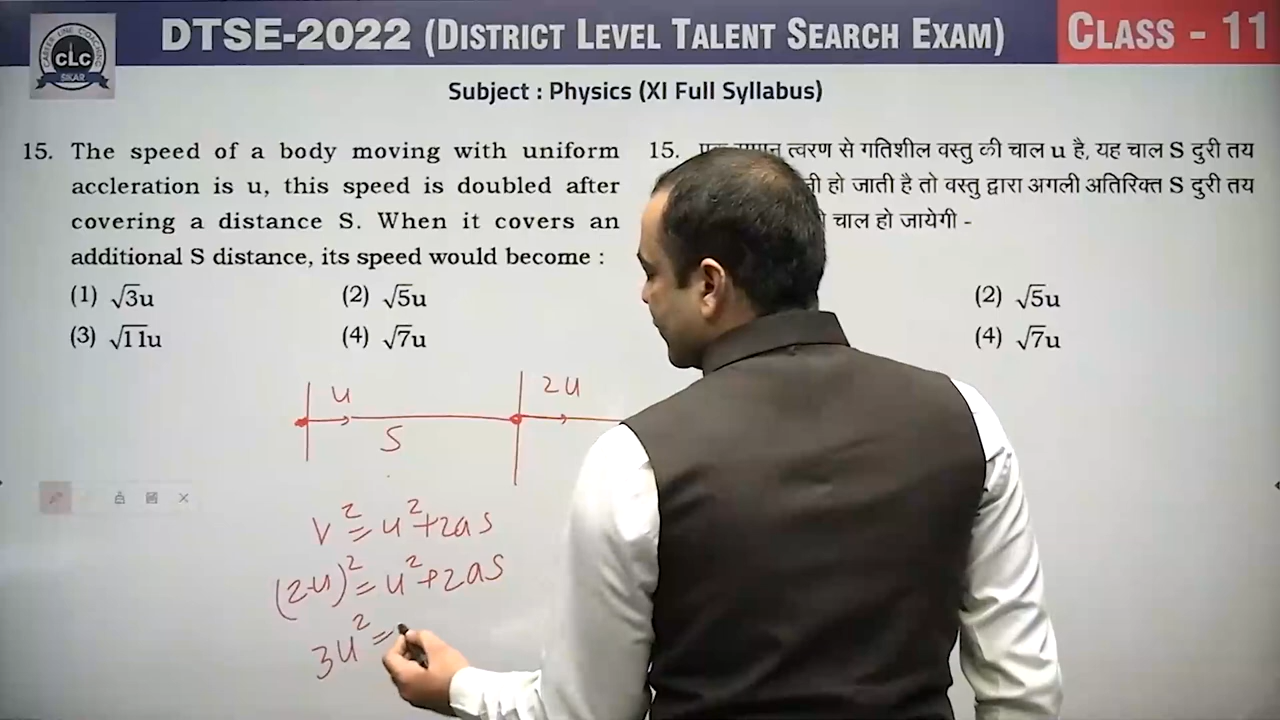 DTSE-2022 (DISTRICT LEVEL TALENT SEARCH EXAM)
CLASS - 11
CAREER LINE COACHING
CLC
SIKAR
Subject : Physics (XI Full Syllabus)
15. The speed of a body moving with uniform
accleration is u, this speed is doubled after
covering a distance S. When it covers an
additional S distance, its speed would become :
(1) √3u (2) √5u
(3) √11u (4) √7u
15. त्वरण से गतिशील वस्तु की चाल u है, यह चाल S दुरी तय
हो जाती है तो वस्तु द्वारा अगली अतिरिक्त S दुरी तय
चाल हो जायेगी -
(2) √5u
(4) √7u
u 2u
S
v² = u² + 2as
(2u)² = u² + 2as
3u² =